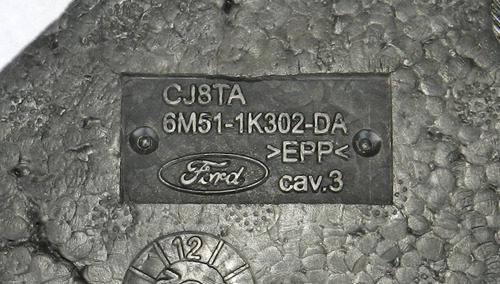 CJ8TA
6M51-1K302-DA
>EPP<
Ford cav.3
12